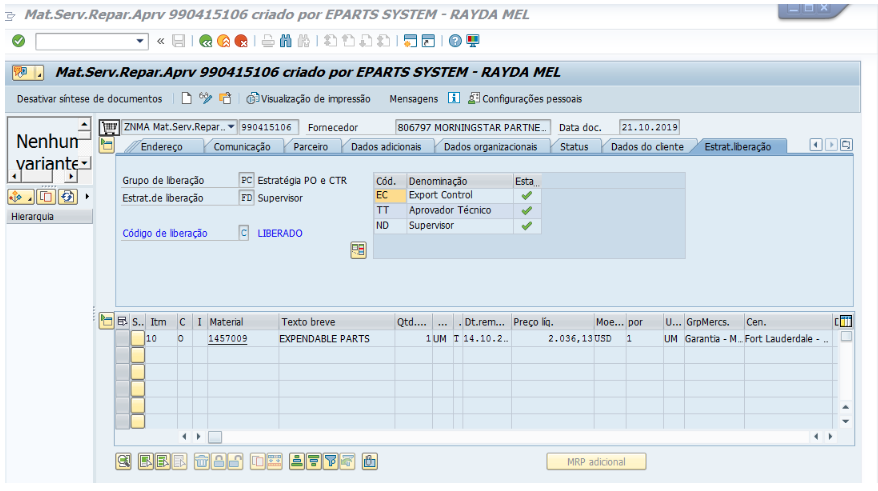 Mat.Serv.Repar.Aprv 990415106 criado por EPARTS SYSTEM - RAYDA MEL
Mat.Serv.Repar.Aprv 990415106 criado por EPARTS SYSTEM - RAYDA MEL
Desativar síntese de documentos Visualização de impressão Mensagens Configurações pessoais
Nenhun
variante
Hierarquia
ZNMA Mat.Serv.Repar.. 990415106 Fornecedor 806797 MORNINGSTAR PARTNE... Data doc. 21.10.2019
Endereço Comunicação Parceiro Dados adicionais Dados organizacionais Status Dados do cliente Estrat.liberação
Grupo de liberação PC Estratégia PO e CTR
Estrat.de liberação FD Supervisor
Código de liberação C LIBERADO
Cód. Denominação Esta...
EC Export Control
TT Aprovador Técnico
ND Supervisor
S.. Itm C I Material Texto breve Qtd.... ... . Dt.rem... Preço líq. Moe... por U... GrpMercs. Cen.
10 O 1457009 EXPENDABLE PARTS 1 UM T 14.10.2.. 2.036,13 USD 1 UM Garantia - M.. Fort Lauderdale - ..
MRP adicional